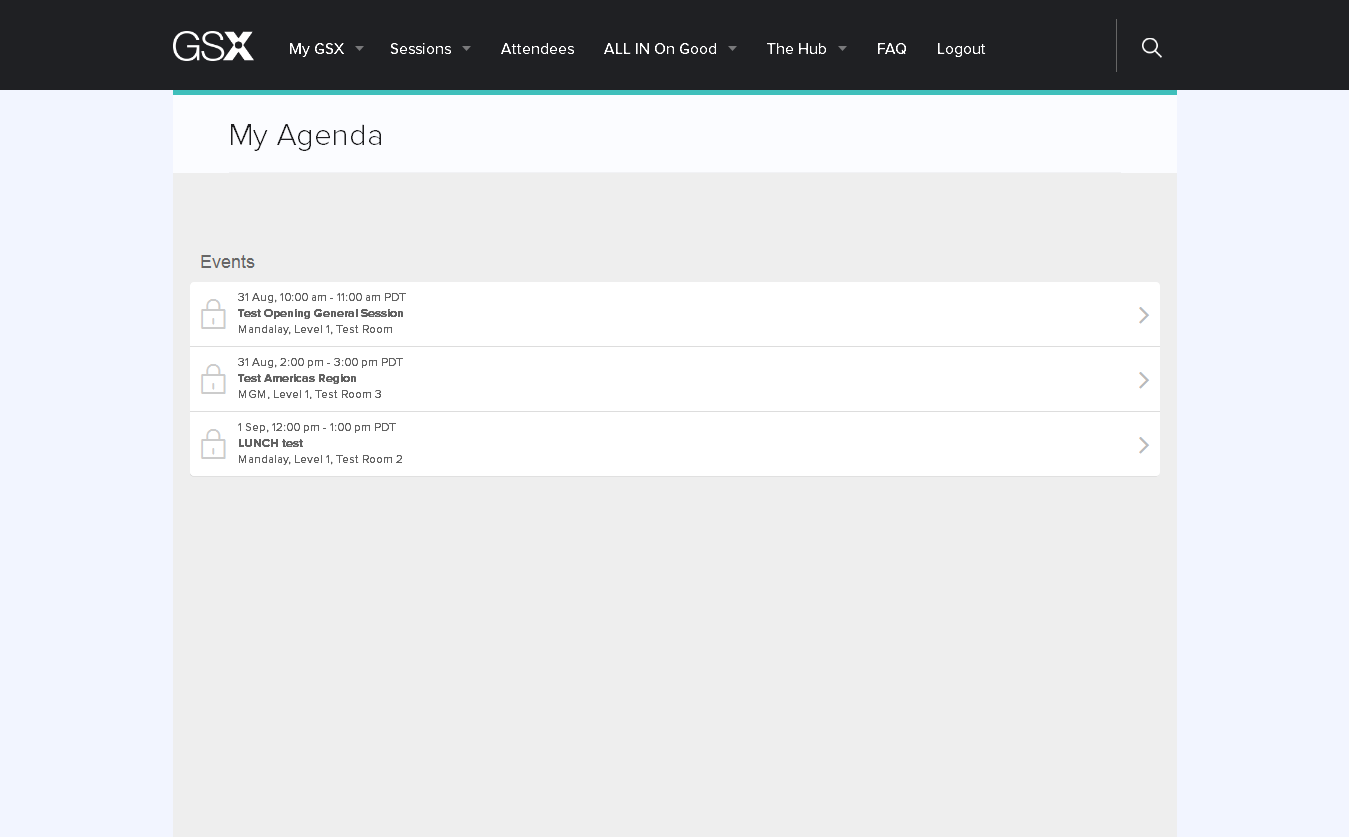 GSX
My GSX
Sessions
Attendees
ALL IN On Good
The Hub
FAQ
Logout
My Agenda
Events
31 Aug, 10:00 am - 11:00 am PDT
Test Opening General Session
Mandalay, Level 1, Test Room
31 Aug, 2:00 pm - 3:00 pm PDT
Test Americas Region
MGM, Level 1, Test Room 3
1 Sep, 12:00 pm - 1:00 pm PDT
LUNCH test
Mandalay, Level 1, Test Room 2